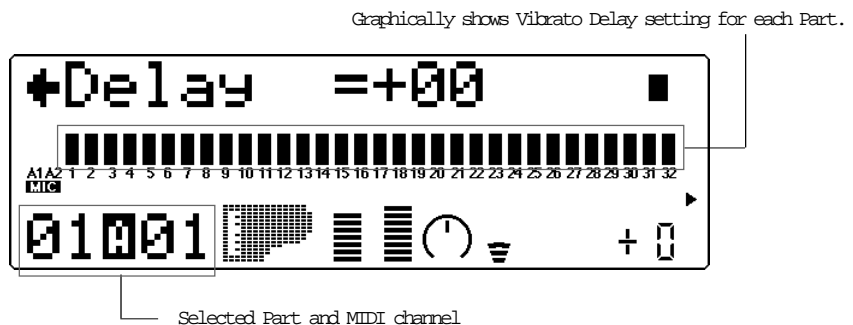 Graphically shows Vibrato Delay setting for each Part.
Delay =+00
A1 A2 1 2 3 4 5 6 7 8 9 10 11 12 13 14 15 16 17 18 19 20 21 22 23 24 25 26 27 28 29 30 31 32
MIC
01A01 + 0
Selected Part and MIDI channel